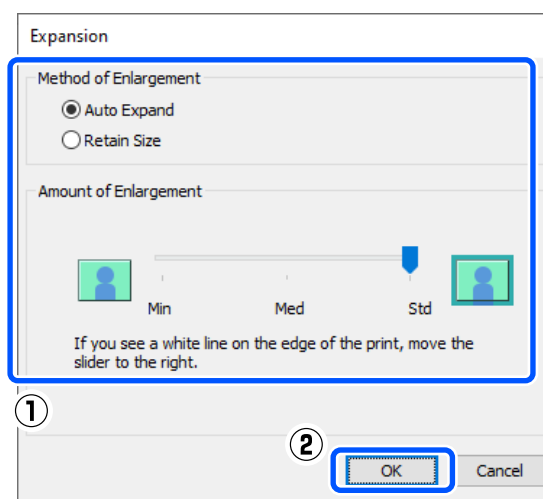 Expansion
Method of Enlargement
Auto Expand
Retain Size
Amount of Enlargement
Min Med Std
If you see a white line on the edge of the print, move the
slider to the right.
①
②
OK Cancel